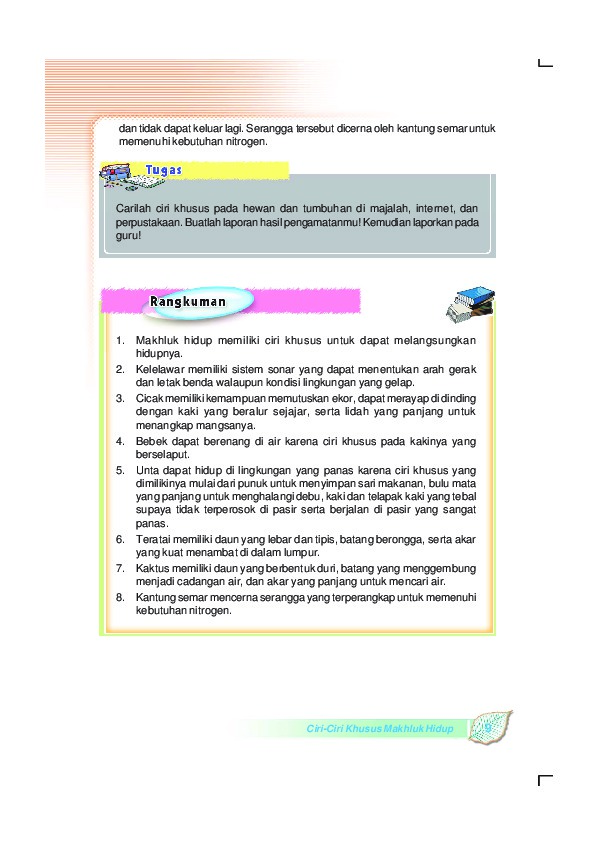 dan tidak dapat keluar lagi. Serangga tersebut dicerna oleh kantung semar untuk
memenuhi kebutuhan nitrogen.
Tugas
Carilah ciri khusus pada hewan dan tumbuhan di majalah, internet, dan
perpustakaan. Buatlah laporan hasil pengamatanmu! Kemudian laporkan pada
guru!
Rangkuman
1. Makhluk hidup memiliki ciri khusus untuk dapat melangsungkan
hidupnya.
2. Kelelawar memiliki sistem sonar yang dapat menentukan arah gerak
dan letak benda walaupun kondisi lingkungan yang gelap.
3. Cicak memiliki kemampuan memutuskan ekor, dapat merayap di dinding
dengan kaki yang beralur sejajar, serta lidah yang panjang untuk
menangkap mangsanya.
4. Bebek dapat berenang di air karena ciri khusus pada kakinya yang
berselaput.
5. Unta dapat hidup di lingkungan yang panas karena ciri khusus yang
dimilikinya mulai dari punuk untuk menyimpan sari makanan, bulu mata
yang panjang untuk menghalangi debu, kaki dan telapak kaki yang tebal
supaya tidak terperosok di pasir serta berjalan di pasir yang sangat
panas.
6. Teratai memiliki daun yang lebar dan tipis, batang berongga, serta akar
yang kuat menambat di dalam lumpur.
7. Kaktus memiliki daun yang berbentuk duri, batang yang menggembung
menjadi cadangan air, dan akar yang panjang untuk mencari air.
8. Kantung semar mencerna serangga yang terperangkap untuk memenuhi
kebutuhan nitrogen.
Ciri-Ciri Khusus Makhluk Hidup
9